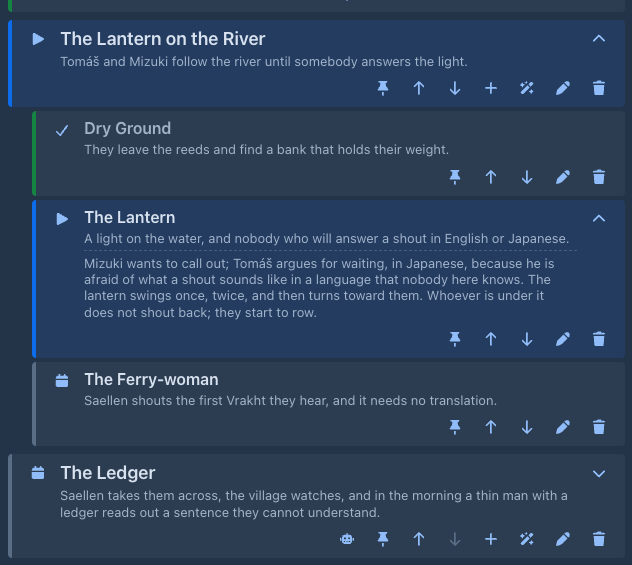 The Lantern on the River
Tomáš and Mizuki follow the river until somebody answers the light.
Dry Ground
They leave the reeds and find a bank that holds their weight.
The Lantern
A light on the water, and nobody who will answer a shout in English or Japanese.
Mizuki wants to call out; Tomáš argues for waiting, in Japanese, because he is
afraid of what a shout sounds like in a language that nobody here knows. The
lantern swings once, twice, and then turns toward them. Whoever is under it
does not shout back; they start to row.
The Ferry-woman
Saellen shouts the first Vrakht they hear, and it needs no translation.
The Ledger
Saellen takes them across, the village watches, and in the morning a thin man with a
ledger reads out a sentence they cannot understand.